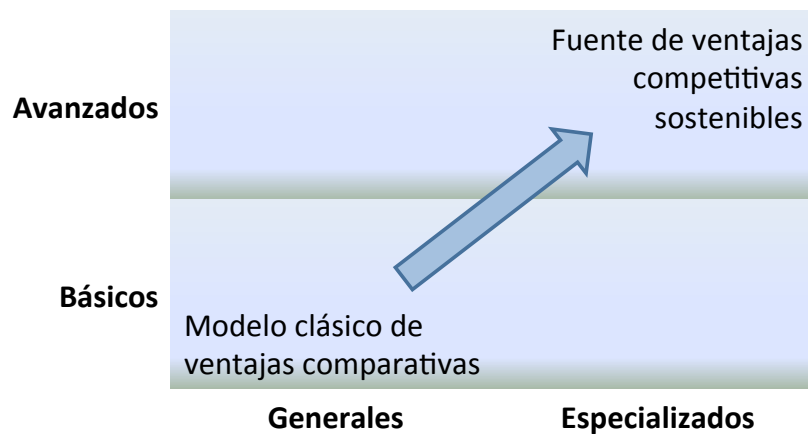 Fuente de ventajas
competitivas
sostenibles
Avanzados
Básicos
Modelo clásico de
ventajas comparativas
Generales
Especializados